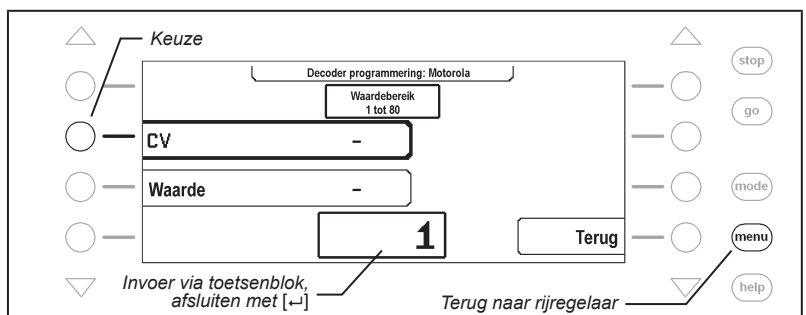 Keuze
stop
Decoder programmering: Motorola
Waardebereik
1 tot 80
go
CV –
Waarde –
mode
1
Terug
menu
Invoer via toetsenblok,
afsluiten met [↵]
Terug naar rijregelaar
help